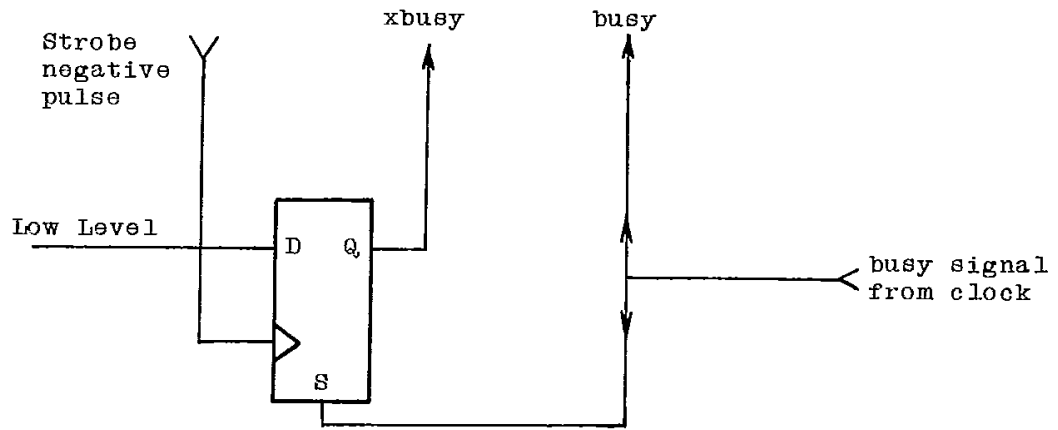 xbusy
busy
Strobe
negative
pulse
Low Level
D
Q
S
busy signal
from clock